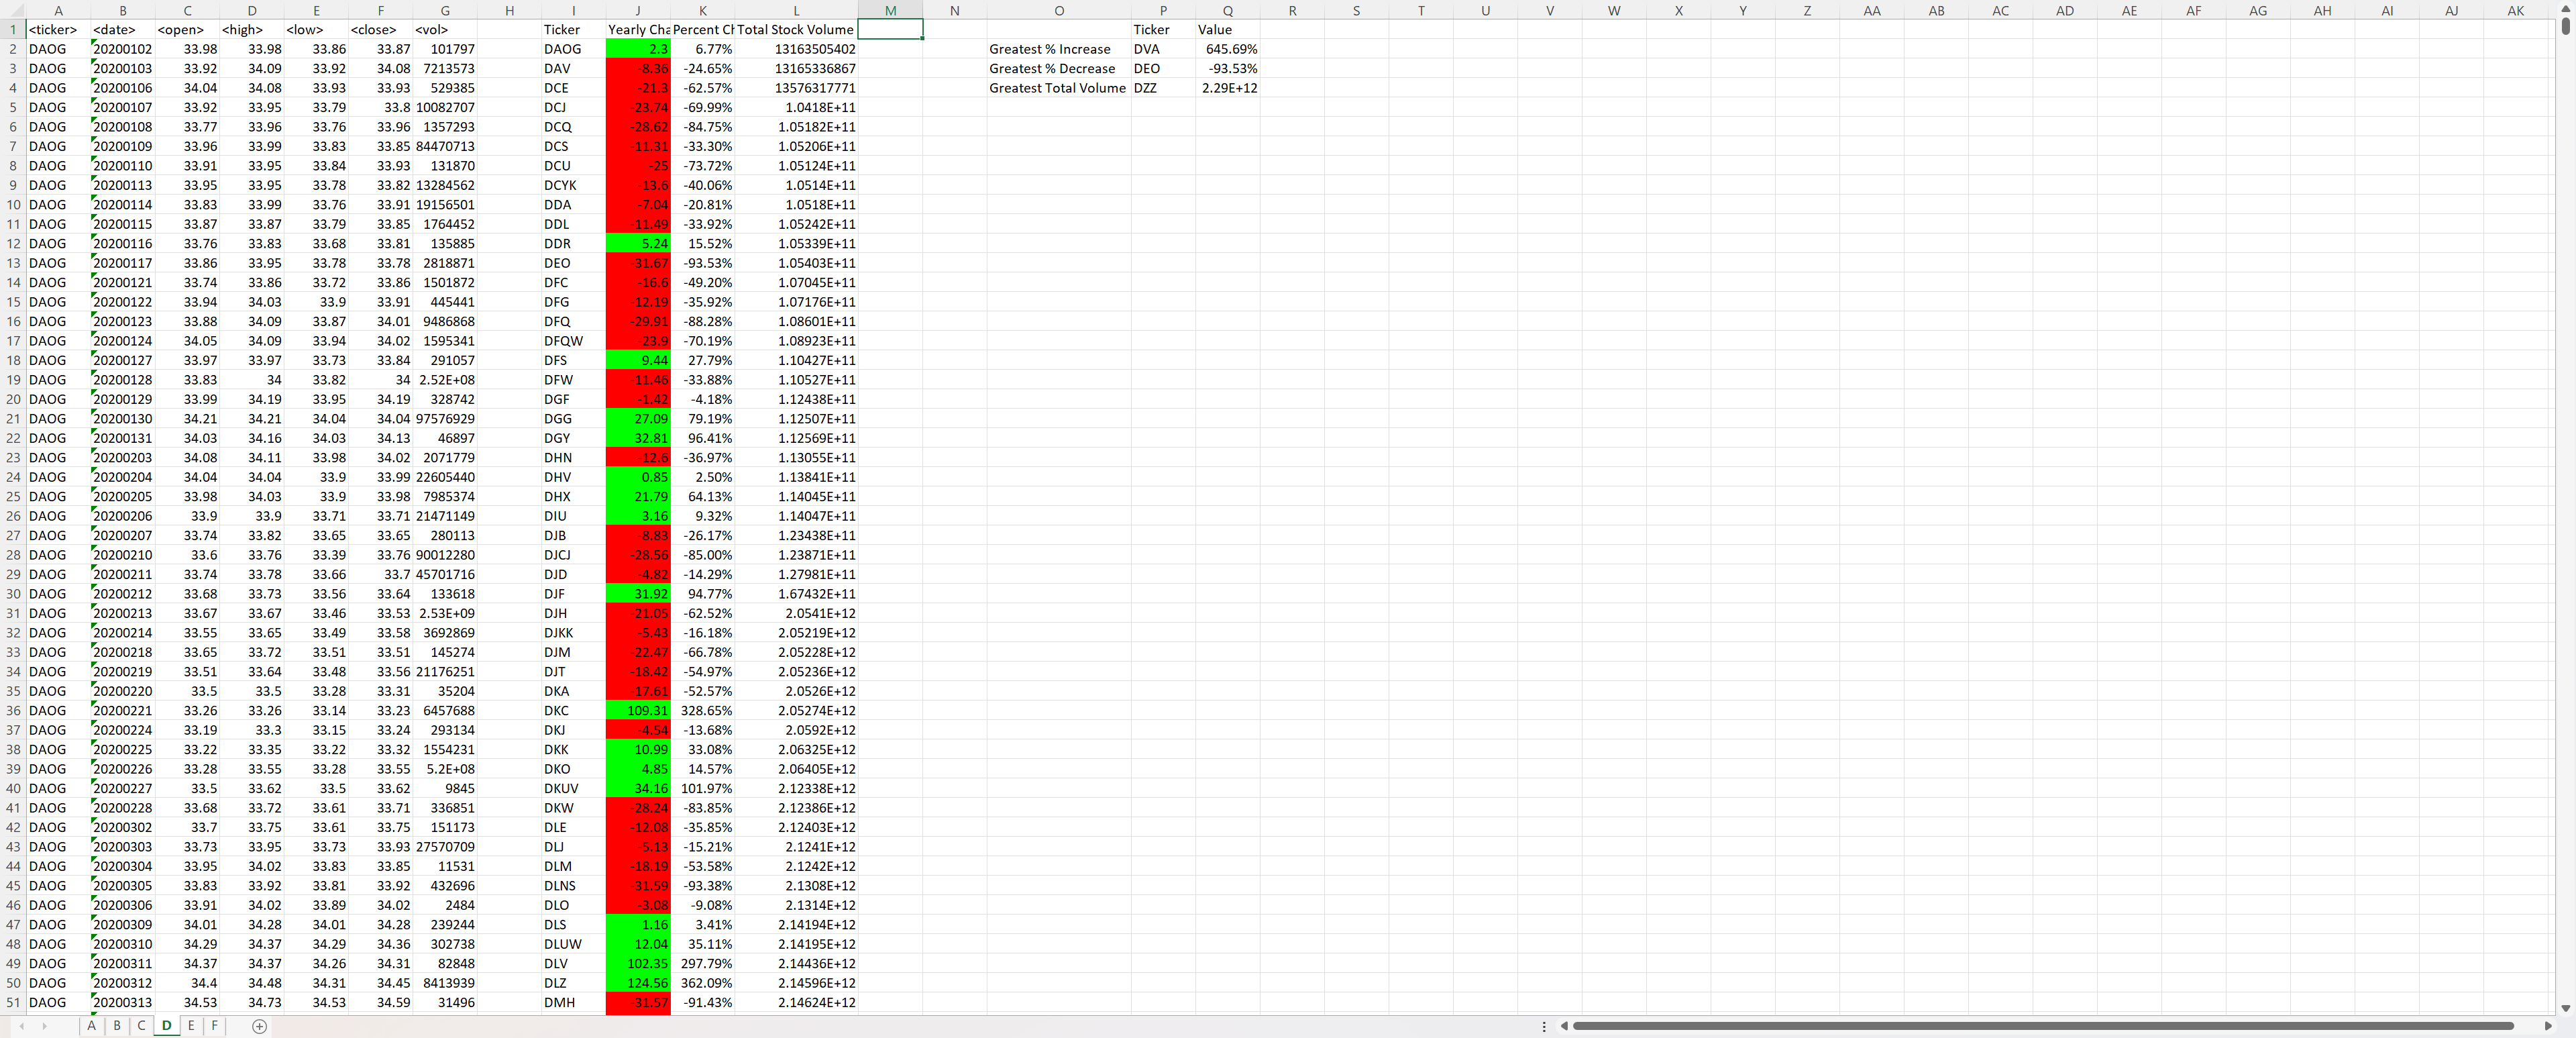 A B C D E F G H I J K L M N O P Q R S T U V W X Y Z AA AB AC AD AE AF AG AH AI AJ AK
1 <ticker> <date> <open> <high> <low> <close> <vol> Ticker Yearly Cha Percent Ch Total Stock Volume Ticker Value
2 DAOG 20200102 33.98 33.98 33.86 33.87 101797 DAOG 2.3 6.77% 13163505402 Greatest % Increase DVA 645.69%
3 DAOG 20200103 33.92 34.09 33.92 34.08 7213573 DAV -8.36 -24.65% 13165336867 Greatest % Decrease DEO -93.53%
4 DAOG 20200106 34.04 34.08 33.93 33.93 529385 DCE -21.3 -62.57% 13576317771 Greatest Total Volume DZZ 2.29E+12
5 DAOG 20200107 33.92 33.95 33.79 33.8 10082707 DCJ -23.74 -69.99% 1.0418E+11
6 DAOG 20200108 33.77 33.96 33.76 33.96 1357293 DCQ -28.62 -84.75% 1.05182E+11
7 DAOG 20200109 33.96 33.99 33.83 33.85 84470713 DCS -11.31 -33.30% 1.05206E+11
8 DAOG 20200110 33.91 33.95 33.84 33.93 131870 DCU -25 -73.72% 1.05124E+11
9 DAOG 20200113 33.95 33.95 33.78 33.82 13284562 DCYK -13.6 -40.06% 1.0514E+11
10 DAOG 20200114 33.83 33.99 33.76 33.91 19156501 DDA -7.04 -20.81% 1.0518E+11
11 DAOG 20200115 33.87 33.87 33.79 33.85 1764452 DDL -11.49 -33.92% 1.05242E+11
12 DAOG 20200116 33.76 33.83 33.68 33.81 135885 DDR 5.24 15.52% 1.05339E+11
13 DAOG 20200117 33.86 33.95 33.78 33.78 2818871 DEO -31.67 -93.53% 1.05403E+11
14 DAOG 20200121 33.74 33.86 33.72 33.86 1501872 DFC -16.6 -49.20% 1.07045E+11
15 DAOG 20200122 33.94 34.03 33.9 33.91 445441 DFG -12.19 -35.92% 1.07176E+11
16 DAOG 20200123 33.88 34.09 33.87 34.01 9486868 DFQ -29.91 -88.28% 1.08601E+11
17 DAOG 20200124 34.05 34.09 33.94 34.02 1595341 DFQW -23.9 -70.19% 1.08923E+11
18 DAOG 20200127 33.97 33.97 33.73 33.84 291057 DFS 9.44 27.79% 1.10427E+11
19 DAOG 20200128 33.83 34 33.82 34 2.52E+08 DFW -11.46 -33.88% 1.10527E+11
20 DAOG 20200129 33.99 34.19 33.95 34.19 328742 DGF -1.42 -4.18% 1.12438E+11
21 DAOG 20200130 34.21 34.21 34.04 34.04 97576929 DGG 27.09 79.19% 1.12507E+11
22 DAOG 20200131 34.03 34.16 34.03 34.13 46897 DGY 32.81 96.41% 1.12569E+11
23 DAOG 20200203 34.08 34.11 33.98 34.02 2071779 DHN -12.6 -36.97% 1.13055E+11
24 DAOG 20200204 34.04 34.04 33.9 33.99 22605440 DHV 0.85 2.50% 1.13841E+11
25 DAOG 20200205 33.98 34.03 33.9 33.98 7985374 DHX 21.79 64.13% 1.14045E+11
26 DAOG 20200206 33.9 33.9 33.71 33.71 21471149 DIU 3.16 9.32% 1.14047E+11
27 DAOG 20200207 33.74 33.82 33.65 33.65 280113 DJB -8.83 -26.17% 1.23438E+11
28 DAOG 20200210 33.6 33.76 33.39 33.76 90012280 DJCJ -28.56 -85.00% 1.23871E+11
29 DAOG 20200211 33.74 33.78 33.66 33.7 45701716 DJD -4.82 -14.29% 1.27981E+11
30 DAOG 20200212 33.68 33.73 33.56 33.64 133618 DJF 31.92 94.77% 1.67432E+11
31 DAOG 20200213 33.67 33.67 33.46 33.53 2.53E+09 DJH -21.05 -62.52% 2.0541E+12
32 DAOG 20200214 33.55 33.65 33.49 33.58 3692869 DJKK -5.43 -16.18% 2.05219E+12
33 DAOG 20200218 33.65 33.72 33.51 33.51 145274 DJM -22.47 -66.78% 2.05228E+12
34 DAOG 20200219 33.51 33.64 33.48 33.56 21176251 DJT -18.42 -54.97% 2.05236E+12
35 DAOG 20200220 33.5 33.5 33.28 33.31 35204 DKA -17.61 -52.57% 2.0526E+12
36 DAOG 20200221 33.26 33.26 33.14 33.23 6457688 DKC 109.31 328.65% 2.05274E+12
37 DAOG 20200224 33.19 33.3 33.15 33.24 293134 DKJ -4.54 -13.68% 2.0592E+12
38 DAOG 20200225 33.22 33.35 33.22 33.32 1554231 DKK 10.99 33.08% 2.06325E+12
39 DAOG 20200226 33.28 33.55 33.28 33.55 5.2E+08 DKO 4.85 14.57% 2.06405E+12
40 DAOG 20200227 33.5 33.62 33.5 33.62 9845 DKUV 34.16 101.97% 2.12338E+12
41 DAOG 20200228 33.68 33.72 33.61 33.71 336851 DKW -28.24 -83.85% 2.12386E+12
42 DAOG 20200302 33.7 33.75 33.61 33.75 151173 DLE -12.08 -35.85% 2.12403E+12
43 DAOG 20200303 33.73 33.95 33.73 33.93 27570709 DLJ -5.13 -15.21% 2.1241E+12
44 DAOG 20200304 33.95 34.02 33.83 33.85 11531 DLM -18.19 -53.58% 2.1242E+12
45 DAOG 20200305 33.83 33.92 33.81 33.92 432696 DLNS -31.59 -93.38% 2.1308E+12
46 DAOG 20200306 33.91 34.02 33.89 34.02 2484 DLO -3.08 -9.08% 2.1314E+12
47 DAOG 20200309 34.01 34.28 34.01 34.28 239244 DLS 1.16 3.41% 2.14194E+12
48 DAOG 20200310 34.29 34.37 34.29 34.36 302738 DLUW 12.04 35.11% 2.14195E+12
49 DAOG 20200311 34.37 34.37 34.26 34.31 82848 DLV 102.35 297.79% 2.14436E+12
50 DAOG 20200312 34.4 34.48 34.31 34.45 8413939 DLZ 124.56 362.09% 2.14596E+12
51 DAOG 20200313 34.53 34.73 34.53 34.59 31496 DMH -31.57 -91.43% 2.14624E+12
A B C D E F